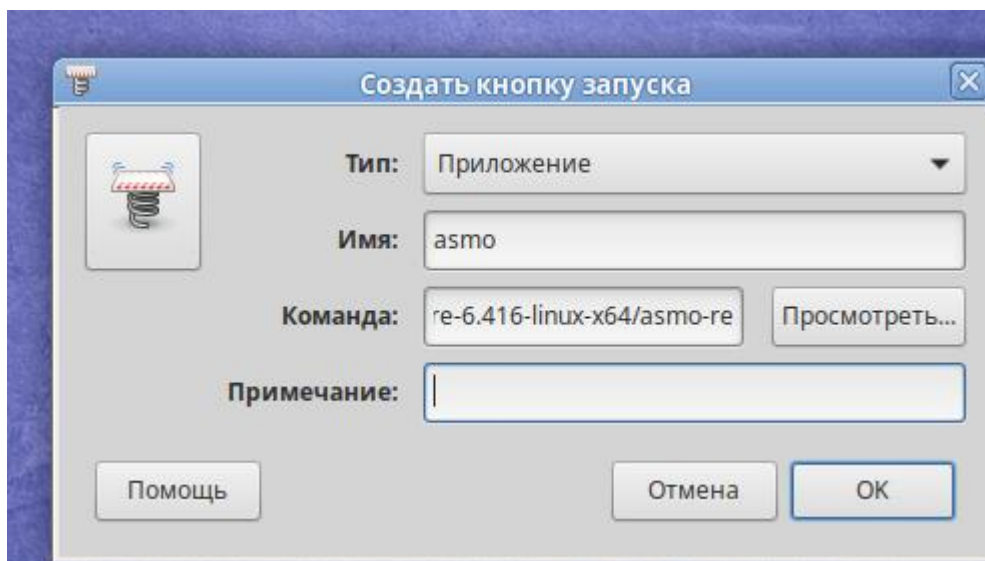 Создать кнопку запуска
Тип: Приложение
Имя: asmo
Команда: re-6.416-linux-x64/asmo-re Просмотреть...
Примечание:
Помощь Отмена OK